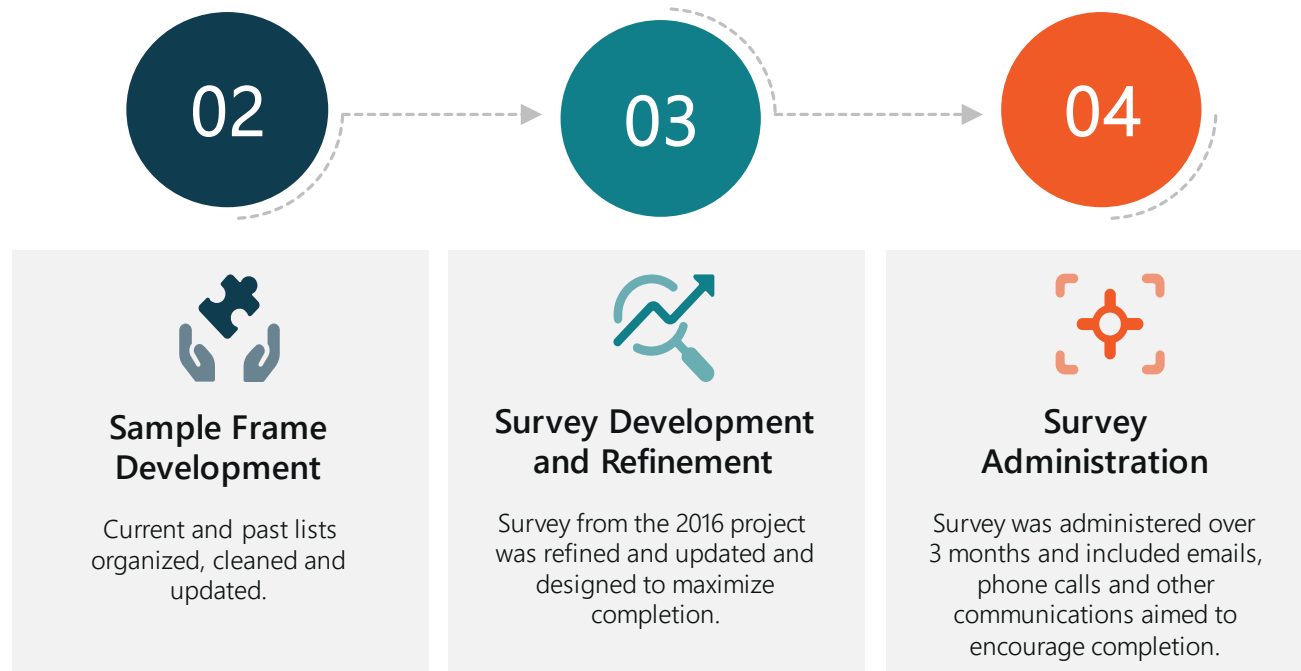 02
03
04
Sample Frame
Development
Current and past lists
organized, cleaned and
updated.
Survey Development
and Refinement
Survey from the 2016 project
was refined and updated and
designed to maximize
completion.
Survey
Administration
Survey was administered over
3 months and included emails,
phone calls and other
communications aimed to
encourage completion.